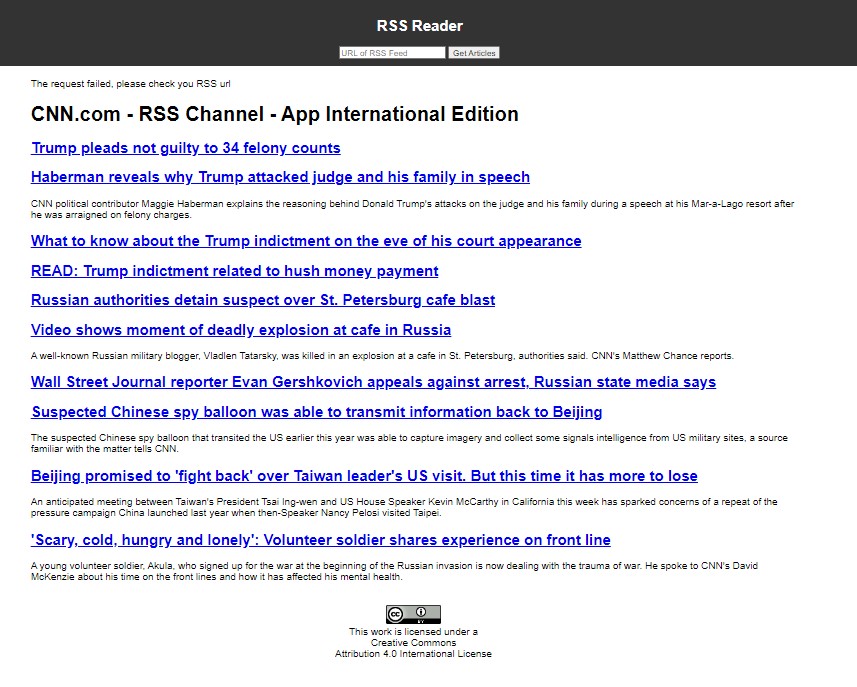 RSS Reader
URL of RSS Feed Get Articles
The request failed, please check you RSS url
CNN.com - RSS Channel - App International Edition
Trump pleads not guilty to 34 felony counts
Haberman reveals why Trump attacked judge and his family in speech
CNN political contributor Maggie Haberman explains the reasoning behind Donald Trump's attacks on the judge and his family during a speech at his Mar-a-Lago resort after
he was arraigned on felony charges.
What to know about the Trump indictment on the eve of his court appearance
READ: Trump indictment related to hush money payment
Russian authorities detain suspect over St. Petersburg cafe blast
Video shows moment of deadly explosion at cafe in Russia
A well-known Russian military blogger, Vladlen Tatarsky, was killed in an explosion at a cafe in St. Petersburg, authorities said. CNN's Matthew Chance reports.
Wall Street Journal reporter Evan Gershkovich appeals against arrest, Russian state media says
Suspected Chinese spy balloon was able to transmit information back to Beijing
The suspected Chinese spy balloon that transited the US earlier this year was able to capture imagery and collect some signals intelligence from US military sites, a source
familiar with the matter tells CNN.
Beijing promised to 'fight back' over Taiwan leader's US visit. But this time it has more to lose
An anticipated meeting between Taiwan's President Tsai Ing-wen and US House Speaker Kevin McCarthy in California this week has sparked concerns of a repeat of the
pressure campaign China launched last year when then-Speaker Nancy Pelosi visited Taipei.
'Scary, cold, hungry and lonely': Volunteer soldier shares experience on front line
A young volunteer soldier, Akula, who signed up for the war at the beginning of the Russian invasion is now dealing with the trauma of war. He spoke to CNN's David
McKenzie about his time on the front lines and how it has affected his mental health.
cc
BY
This work is licensed under a
Creative Commons
Attribution 4.0 International License